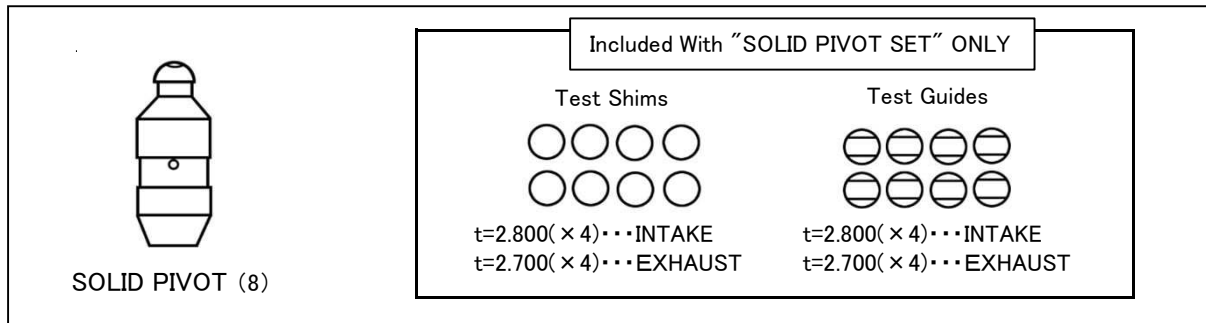 Included With "SOLID PIVOT SET" ONLY
Test Shims
Test Guides
t=2.800(×4)・・・INTAKE
t=2.700(×4)・・・EXHAUST
t=2.800(×4)・・・INTAKE
t=2.700(×4)・・・EXHAUST
SOLID PIVOT (8)